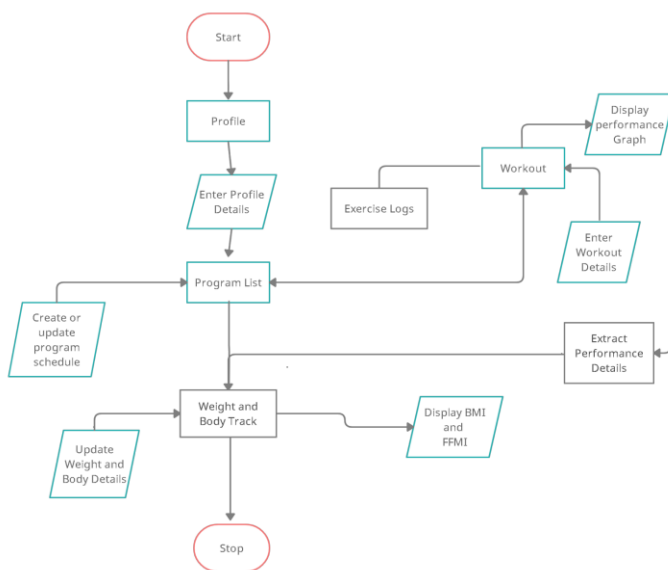 Start
Profile
Display
performance
Graph
Workout
Enter Profile
Details
Exercise Logs
Enter
Workout
Details
Program List
Create or
update
program
schedule
Extract
Performance
Details
Weight and
Body Track
Display BMI
and
FFMI
Update
Weight and
Body Details
Stop